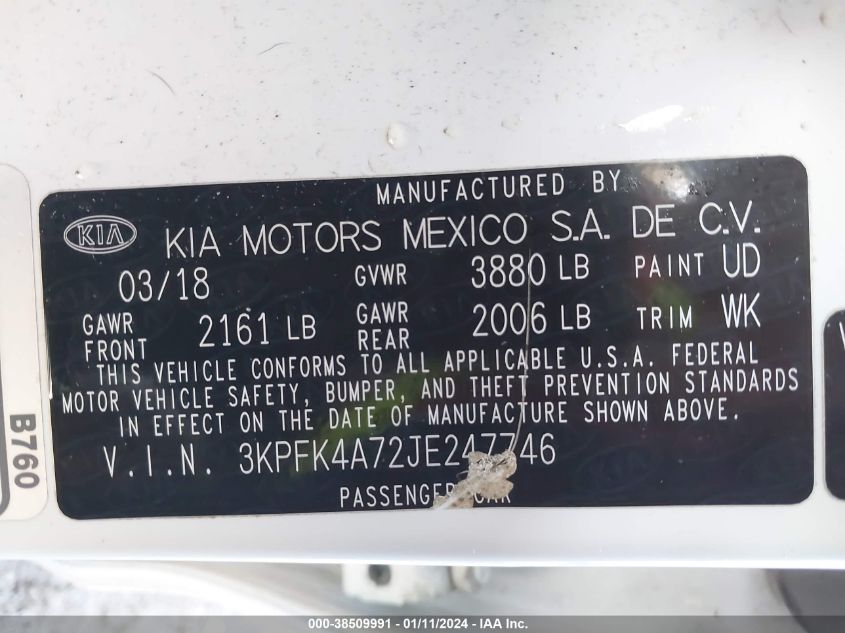 MANUFACTURED BY
KIA KIA MOTORS MEXICO S.A. DE C.V.
03/18 GVWR 3880 LB PAINT UD
GAWR FRONT 2161 LB GAWR REAR 2006 LB TRIM WK
THIS VEHICLE CONFORMS TO ALL APPLICABLE U.S.A. FEDERAL
MOTOR VEHICLE SAFETY, BUMPER, AND THEFT PREVENTION STANDARDS
IN EFFECT ON THE DATE OF MANUFACTURE SHOWN ABOVE.
V.I.N. 3KPFK4A72JE247746
PASSENGER CAR
B760
000-38509991 - 01/11/2024 - IAA Inc.